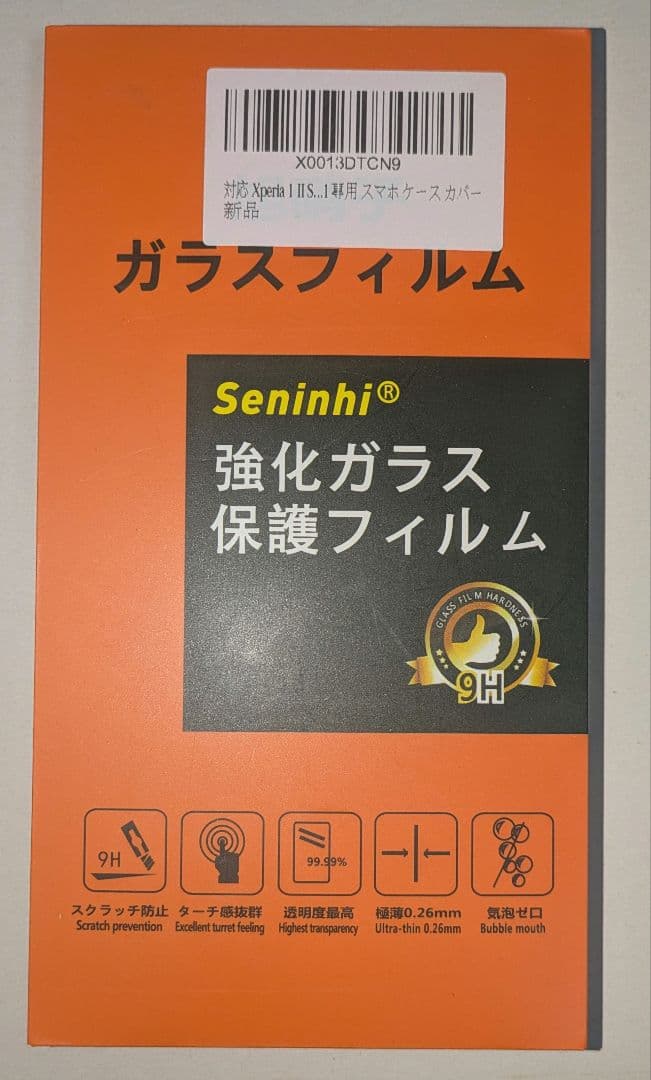 X0013DTCN9
対応 Xperia 1 II S...1 專用 スマホ ケース カバー
新品
ガラスフィルム
Seninhi®
強化ガラス
保護フィルム
GLASS FILM HARDNESS
9H
9H
99.99%
スクラッチ防止 ターチ感抜群 透明度最高 極薄0.26mm 気泡ゼロ
Scratch prevention Excellent turret feeling Highest transparency Ultra-thin 0.26mm Bubble mouth